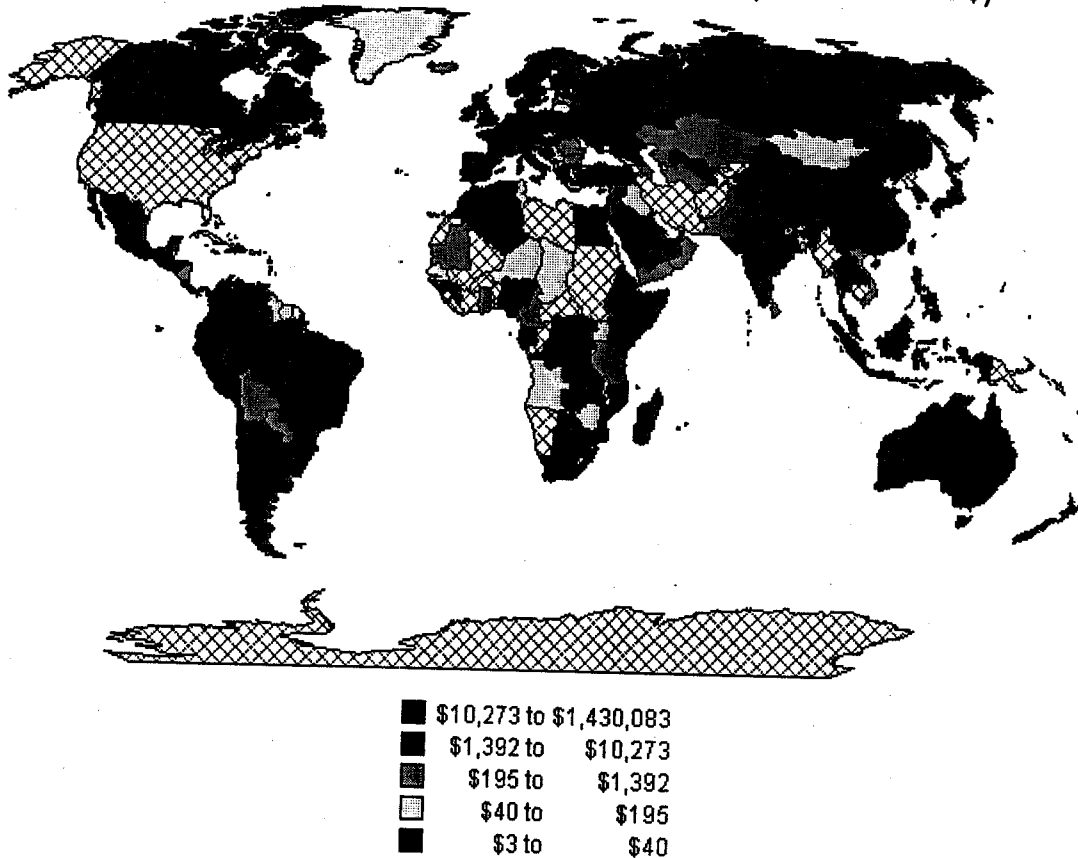 $10,273 to $1,430,083
$1,392 to $10,273
$195 to $1,392
$40 to $195
$3 to $40